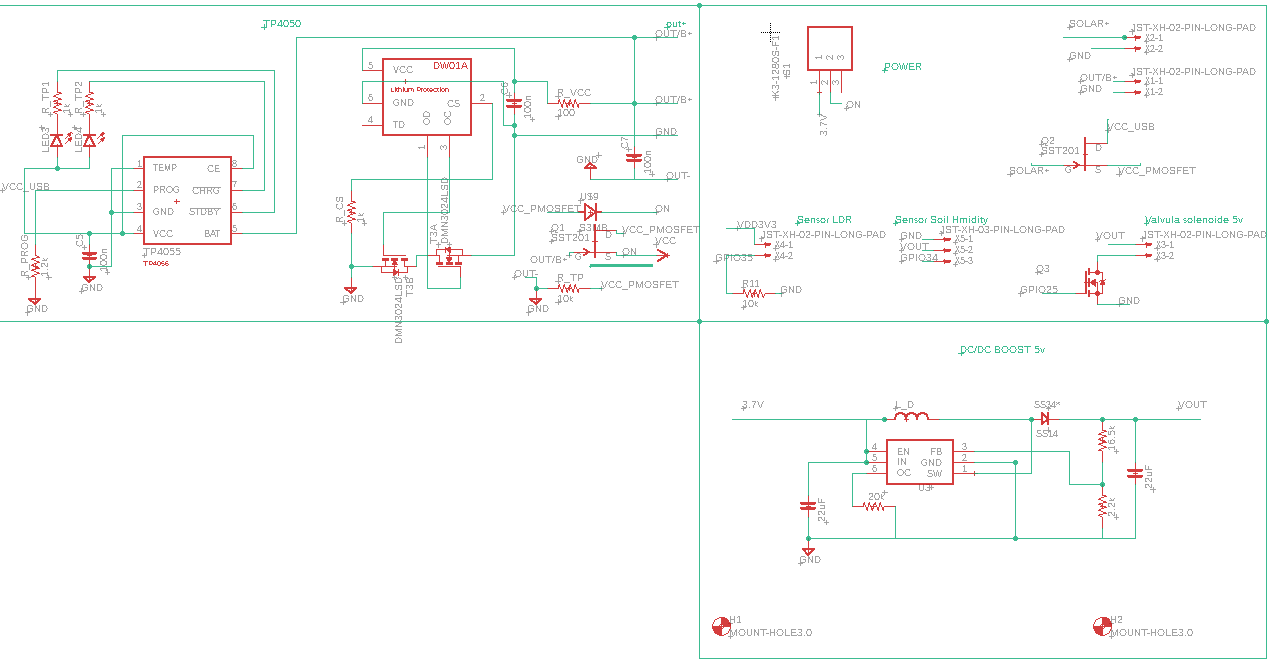 TP4050
out+
OUT/B+
5
VCC
DW01A
Lithium Protection
6
GND
CS
2
4
TD
OD
OC
1
3
C6
100n
R_VCC
100
OUT/B+
GND
C7
100n
OUT-
GND
R_TP1
1k
R_TP2
1k
LED3
LED4
1
TEMP
CE
8
2
PROG
CHRG
7
3
GND
STDBY
6
4
VCC
BAT
5
TP4055
TP4056
VCC_USB
R_PROG
1.2k
GND
C5
100n
GND
R_CS
1k
GND
T3A
DMN3024LSD
T3B
DMN3024LSD
VCC_PMOSFET
ON
Q1
SST201
D
G
S
VCC_PMOSFET
VCC
ON
OUT/B+
OUT-
R_TP
10k
VCC_PMOSFET
GND
K3-1280S-F1
S1
1
2
3
1
2
3
3.7V
ON
POWER
SOLAR+
JST-XH-02-PIN-LONG-PAD
X2-1
X2-2
GND
JST-XH-02-PIN-LONG-PAD
OUT/B+
X1-1
GND
X1-2
Q2
SST201
VCC_USB
D
G
S
SOLAR+
VCC_PMOSFET
Sensor LDR
VDD3V3
JST-XH-02-PIN-LONG-PAD
X4-1
X4-2
GPIO35
R11
10k
GND
Sensor Soil Hmidity
JST-XH-03-PIN-LONG-PAD
GND
X5-1
VOUT
X5-2
GPIO34
X5-3
Valvula solenoide 5v
VOUT
JST-XH-02-PIN-LONG-PAD
X3-1
X3-2
Q3
GPIO25
GND
DC/DC BOOST 5v
3.7V
L_D
SS34*
SS14
VOUT
4
EN
FB
3
5
IN
GND
2
6
OC
SW
1
U3
20k
22uF
16.5k
2.2k
22uF
GND
H1
MOUNT-HOLE3.0
H2
MOUNT-HOLE3.0